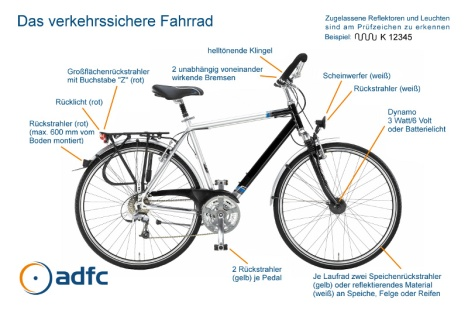 Das verkehrssichere Fahrrad
Zugelassene Reflektoren und Leuchten
sind am Prüfzeichen zu erkennen
Beispiel: K 12345
helltönende Klingel
2 unabhängig voneinander
wirkende Bremsen
Großflächenrückstrahler
mit Buchstabe "Z" (rot)
Rücklicht (rot)
Rückstrahler (rot)
(max. 600 mm vom
Boden montiert)
Scheinwerfer (weiß)
Rückstrahler (weiß)
Dynamo
3 Watt/6 Volt
oder Batterielicht
2 Rückstrahler
(gelb) je Pedal
Je Laufrad zwei Speichenrückstrahler
(gelb) oder reflektierendes Material
(weiß) an Speiche, Felge oder Reifen
adfc